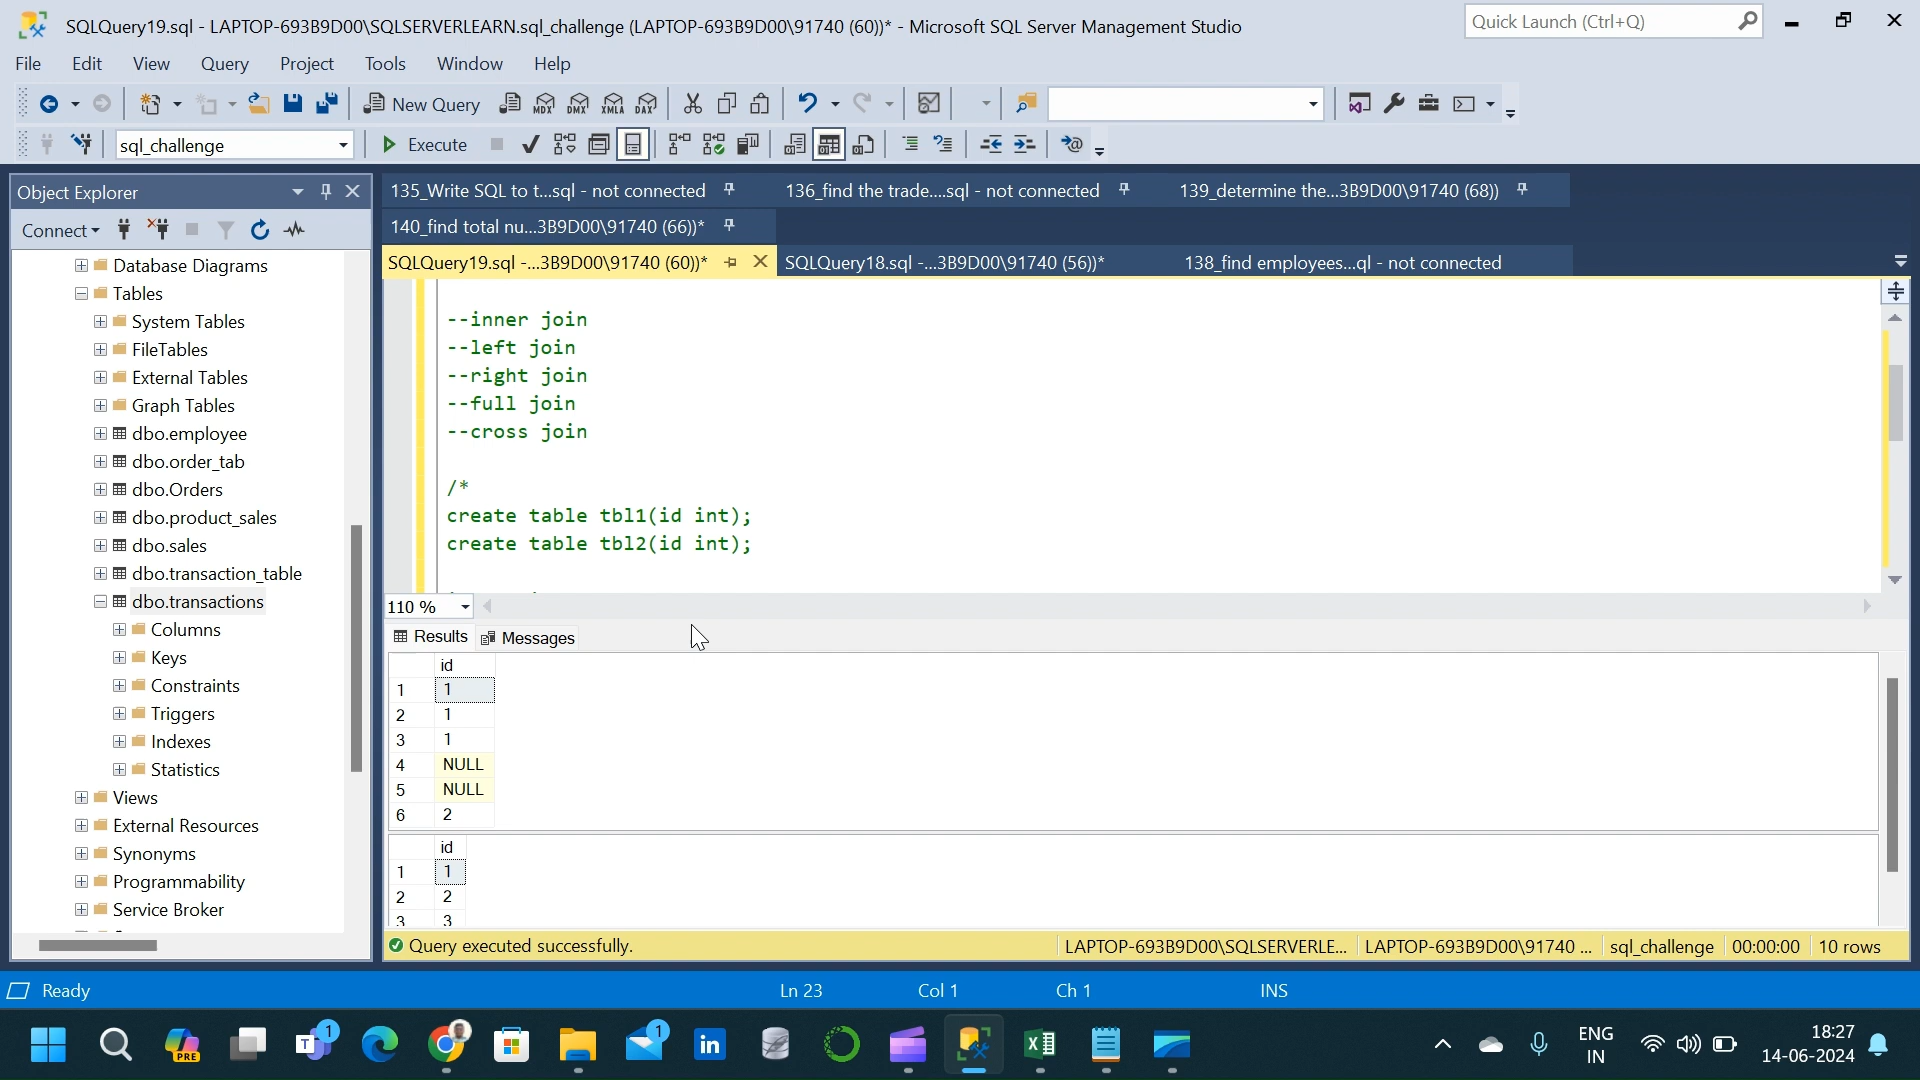 SQLQuery19.sql - LAPTOP-693B9D00\SQLSERVERLEARN.sql_challenge (LAPTOP-693B9D00\91740 (60))* - Microsoft SQL Server Management Studio
Quick Launch (Ctrl+Q)
File Edit View Query Project Tools Window Help
New Query MDX DMX XMLA DAX
sql_challenge Execute
Object Explorer
Connect
Database Diagrams
Tables
System Tables
FileTables
External Tables
Graph Tables
dbo.employee
dbo.order_tab
dbo.Orders
dbo.product_sales
dbo.sales
dbo.transaction_table
dbo.transactions
Columns
Keys
Constraints
Triggers
Indexes
Statistics
Views
External Resources
Synonyms
Programmability
Service Broker
135_Write SQL to t...sql - not connected
136_find the trade....sql - not connected
139_determine the...3B9D00\91740 (68))
140_find total nu...3B9D00\91740 (66))*
SQLQuery19.sql -...3B9D00\91740 (60))*
SQLQuery18.sql -...3B9D00\91740 (56))*
138_find employees...ql - not connected
--inner join
--left join
--right join
--full join
--cross join
/*
create table tbl1(id int);
create table tbl2(id int);
110 %
Results Messages
id
1 1
2 1
3 1
4 NULL
5 NULL
6 2
id
1 1
2 2
3 3
Query executed successfully.
LAPTOP-693B9D00\SQLSERVERLE... LAPTOP-693B9D00\91740 ... sql_challenge 00:00:00 10 rows
Ready Ln 23 Col 1 Ch 1 INS
PRE
1
1
ENG
IN
18:27
14-06-2024